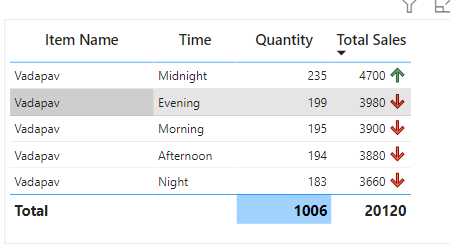 Item Name Time Quantity Total Sales
Vadapav Midnight 235 4700
Vadapav Evening 199 3980
Vadapav Morning 195 3900
Vadapav Afternoon 194 3880
Vadapav Night 183 3660
Total 1006 20120